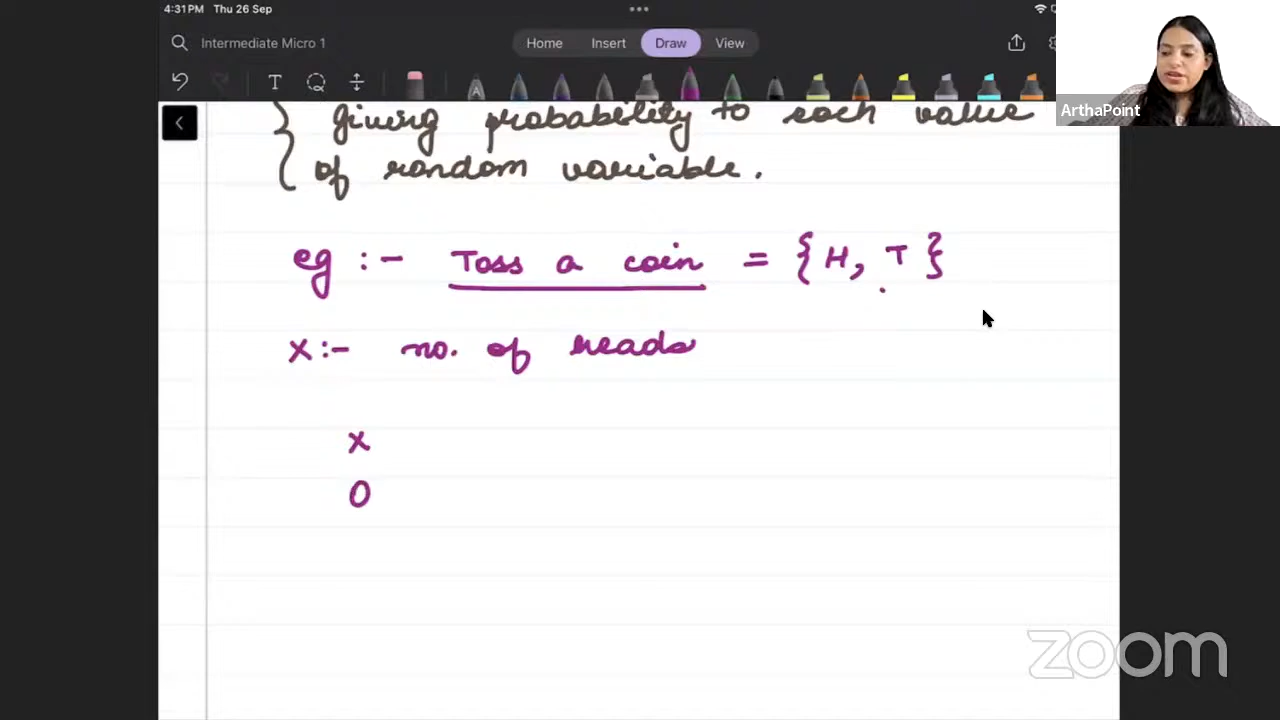 4:31 PM Thu 26 Sep
Intermediate Micro 1
Home Insert Draw View
T
A
ArthaPoint
giving probability to each value
of random variable.
eg :- Toss a coin = {H, T}
X :- no. of heads
X
0
zoom